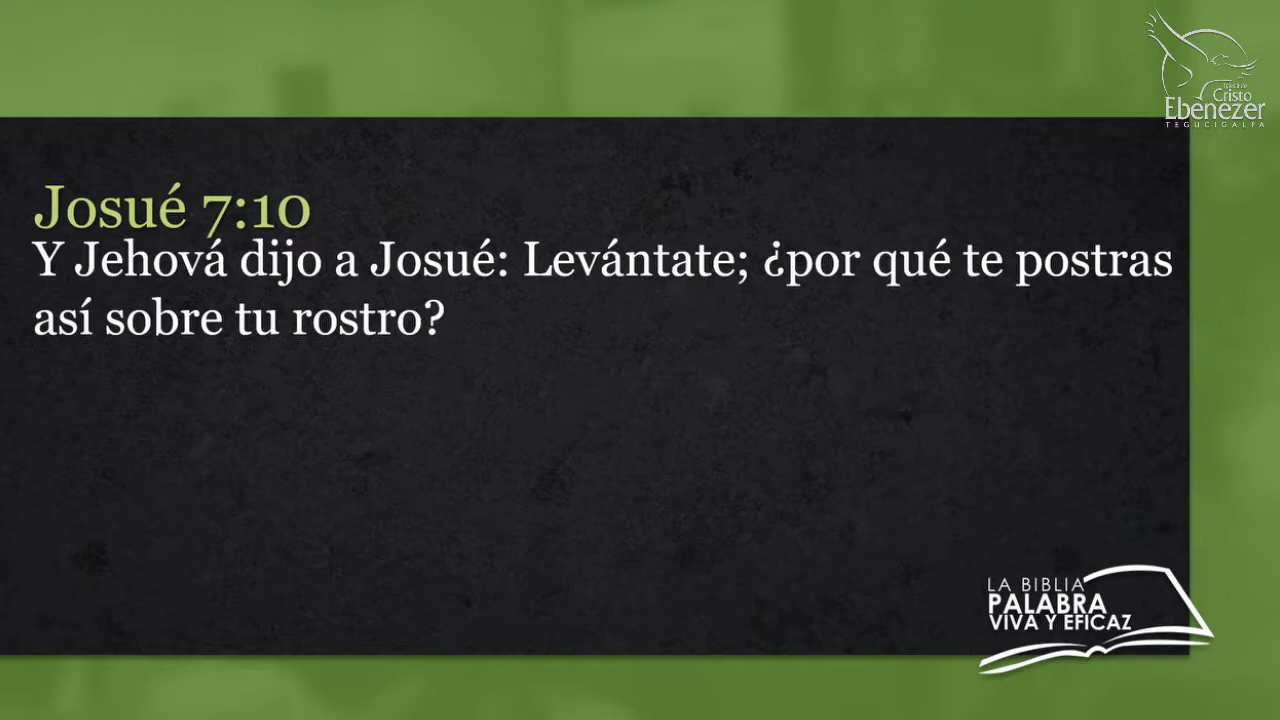 Cristo
Ebenezer
TEGUCIGALPA
Josué 7:10
Y Jehová dijo a Josué: Levántate; ¿por qué te postras
así sobre tu rostro?
LA BIBLIA
PALABRA
VIVA Y EFICAZ